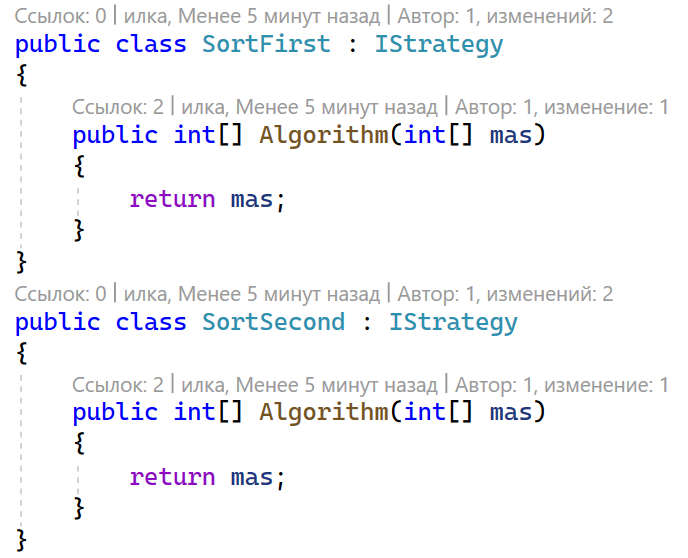 Ссылок: 0 | илка, Менее 5 минут назад | Автор: 1, изменений: 2
public class SortFirst : IStrategy
{
Ссылок: 2 | илка, Менее 5 минут назад | Автор: 1, изменение: 1
public int[] Algorithm(int[] mas)
{
return mas;
}
}
Ссылок: 0 | илка, Менее 5 минут назад | Автор: 1, изменений: 2
public class SortSecond : IStrategy
{
Ссылок: 2 | илка, Менее 5 минут назад | Автор: 1, изменение: 1
public int[] Algorithm(int[] mas)
{
return mas;
}
}